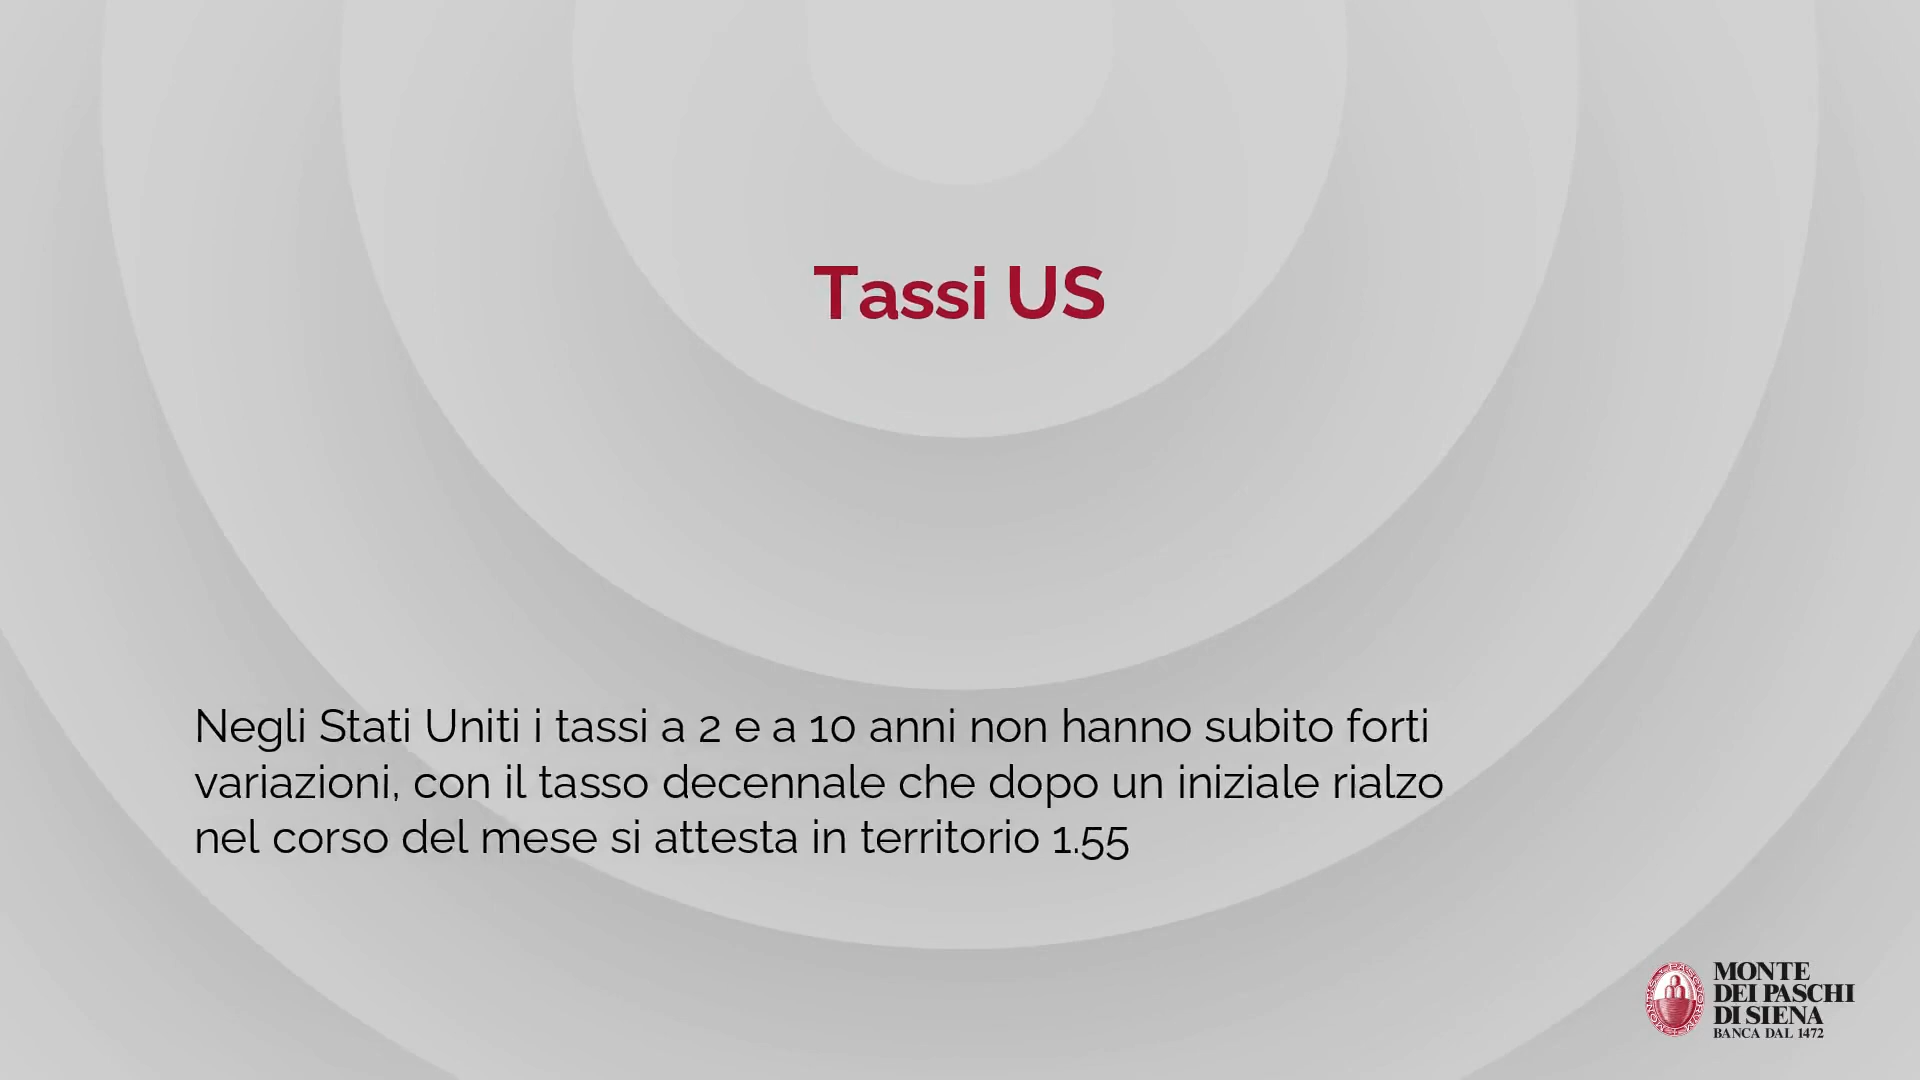 Tassi US
Negli Stati Uniti i tassi a 2 e a 10 anni non hanno subito forti
variazioni, con il tasso decennale che dopo un iniziale rialzo
nel corso del mese si attesta in territorio 1.55
MONTE
DEI PASCHI
DI SIENA
BANCA DAL 1472